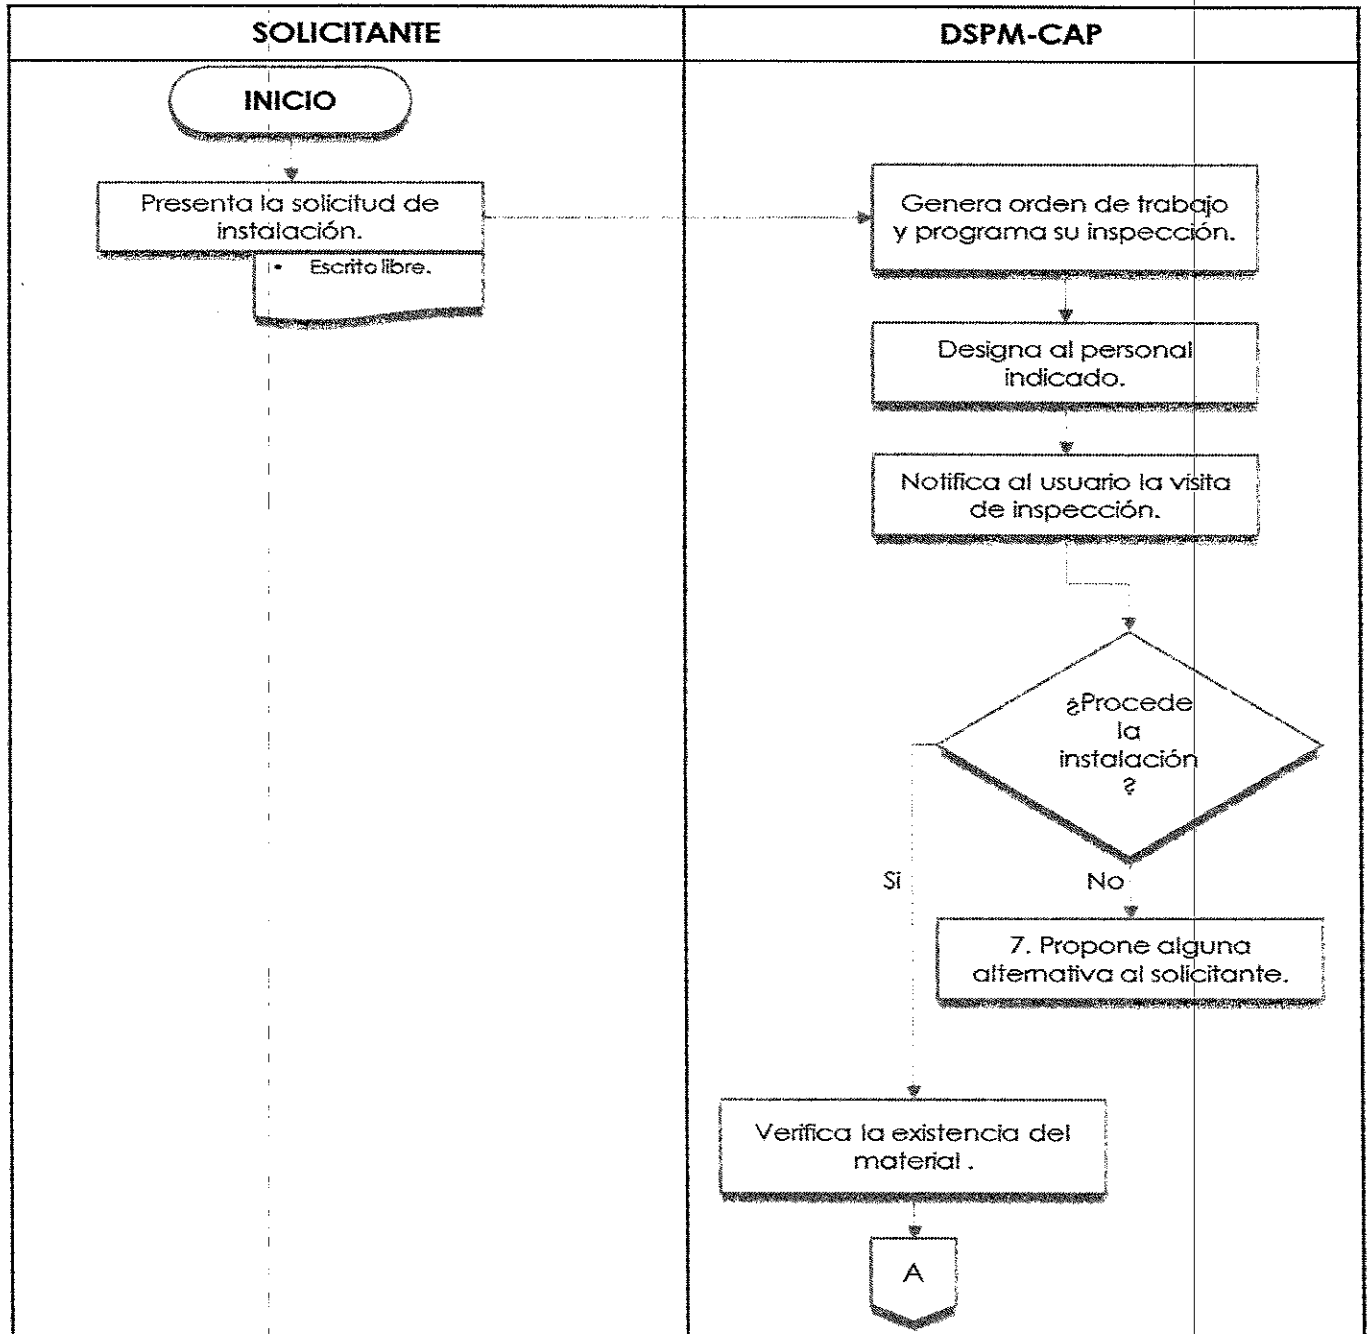 SOLICITANTE
DSPM-CAP
INICIO
Presenta la solicitud de
instalación.
• Escrito libre.
Genera orden de trabajo
y programa su inspección.
Designa al personal
indicado.
Notifica al usuario la visita
de inspección.
¿Procede
la
instalación
?
Si
No
7. Propone alguna
alternativa al solicitante.
Verifica la existencia del
material .
A